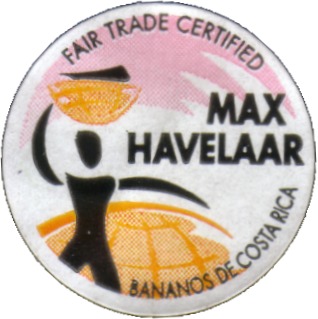 FAIR TRADE CERTIFIED
MAX
HAVELAAR
BANANOS DE COSTA RICA